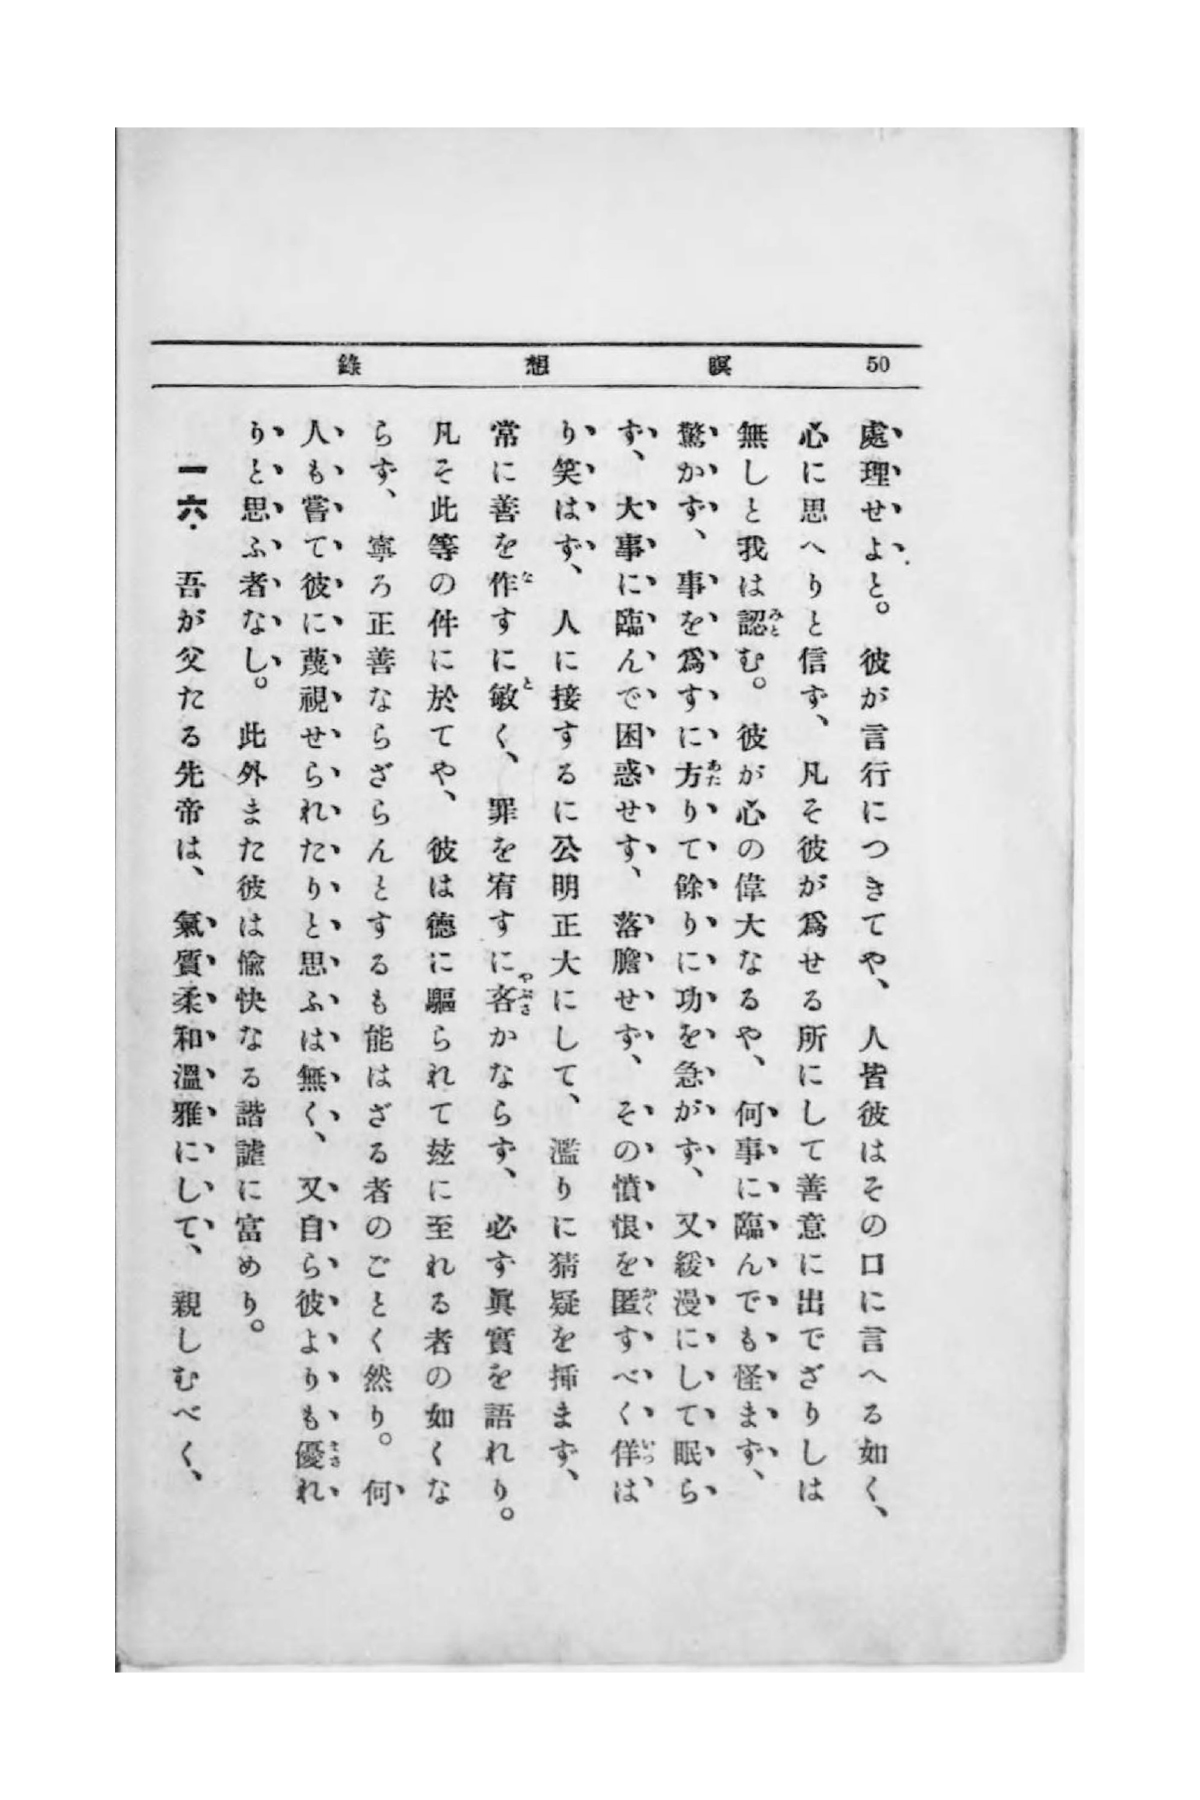 50 瞑想錄
處理せよと。彼が言行につきてや、人皆彼はその口に言へる如く、
心に思へりと信ず、凡そ彼が爲せる所にして善意に出でざりしは
無しと我は認む。彼が心の偉大なるや、何事に臨んでも怪まず、
驚かず、事を爲すに方りて餘りに功を急がず、又緩漫にして眠ら
ず、大事に臨んで困惑せす、落膽せず、その憤恨を匿すべく佯は
り笑はず、人に接するに公明正大にして、濫りに猜疑を挿まず、
常に善を作すに敏く、罪を宥すに吝かならず、必す眞實を語れり。
凡そ此等の件に於てや、彼は德に驅られて玆に至れる者の如くな
らず、寧ろ正善ならざらんとするも能はざる者のごとく然り。何
人も嘗て彼に蔑視せられたりと思ふは無く、又自ら彼よりも優れ
りと思ふ者なし。此外また彼は愉快なる諧謔に富めり。
一六・吾が父たる先帝は、氣質柔和溫雅にして、親しむべく、